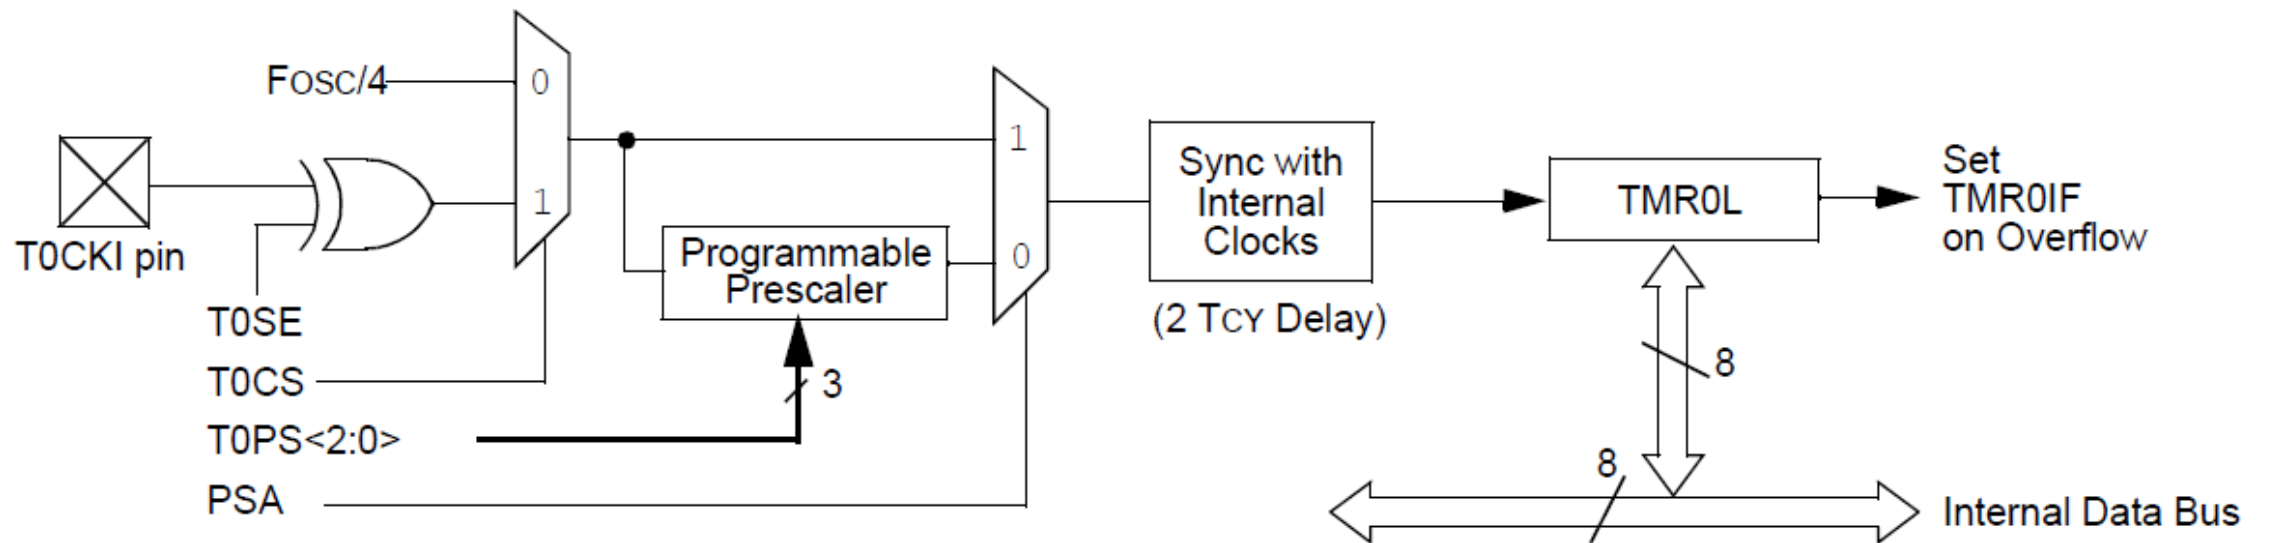 FOSC/4
0
1
T0CKI pin
T0SE
T0CS
T0PS<2:0>
PSA
Programmable
Prescaler
3
1
0
Sync with
Internal
Clocks
(2 TCY Delay)
TMR0L
Set
TMR0IF
on Overflow
8
8
Internal Data Bus